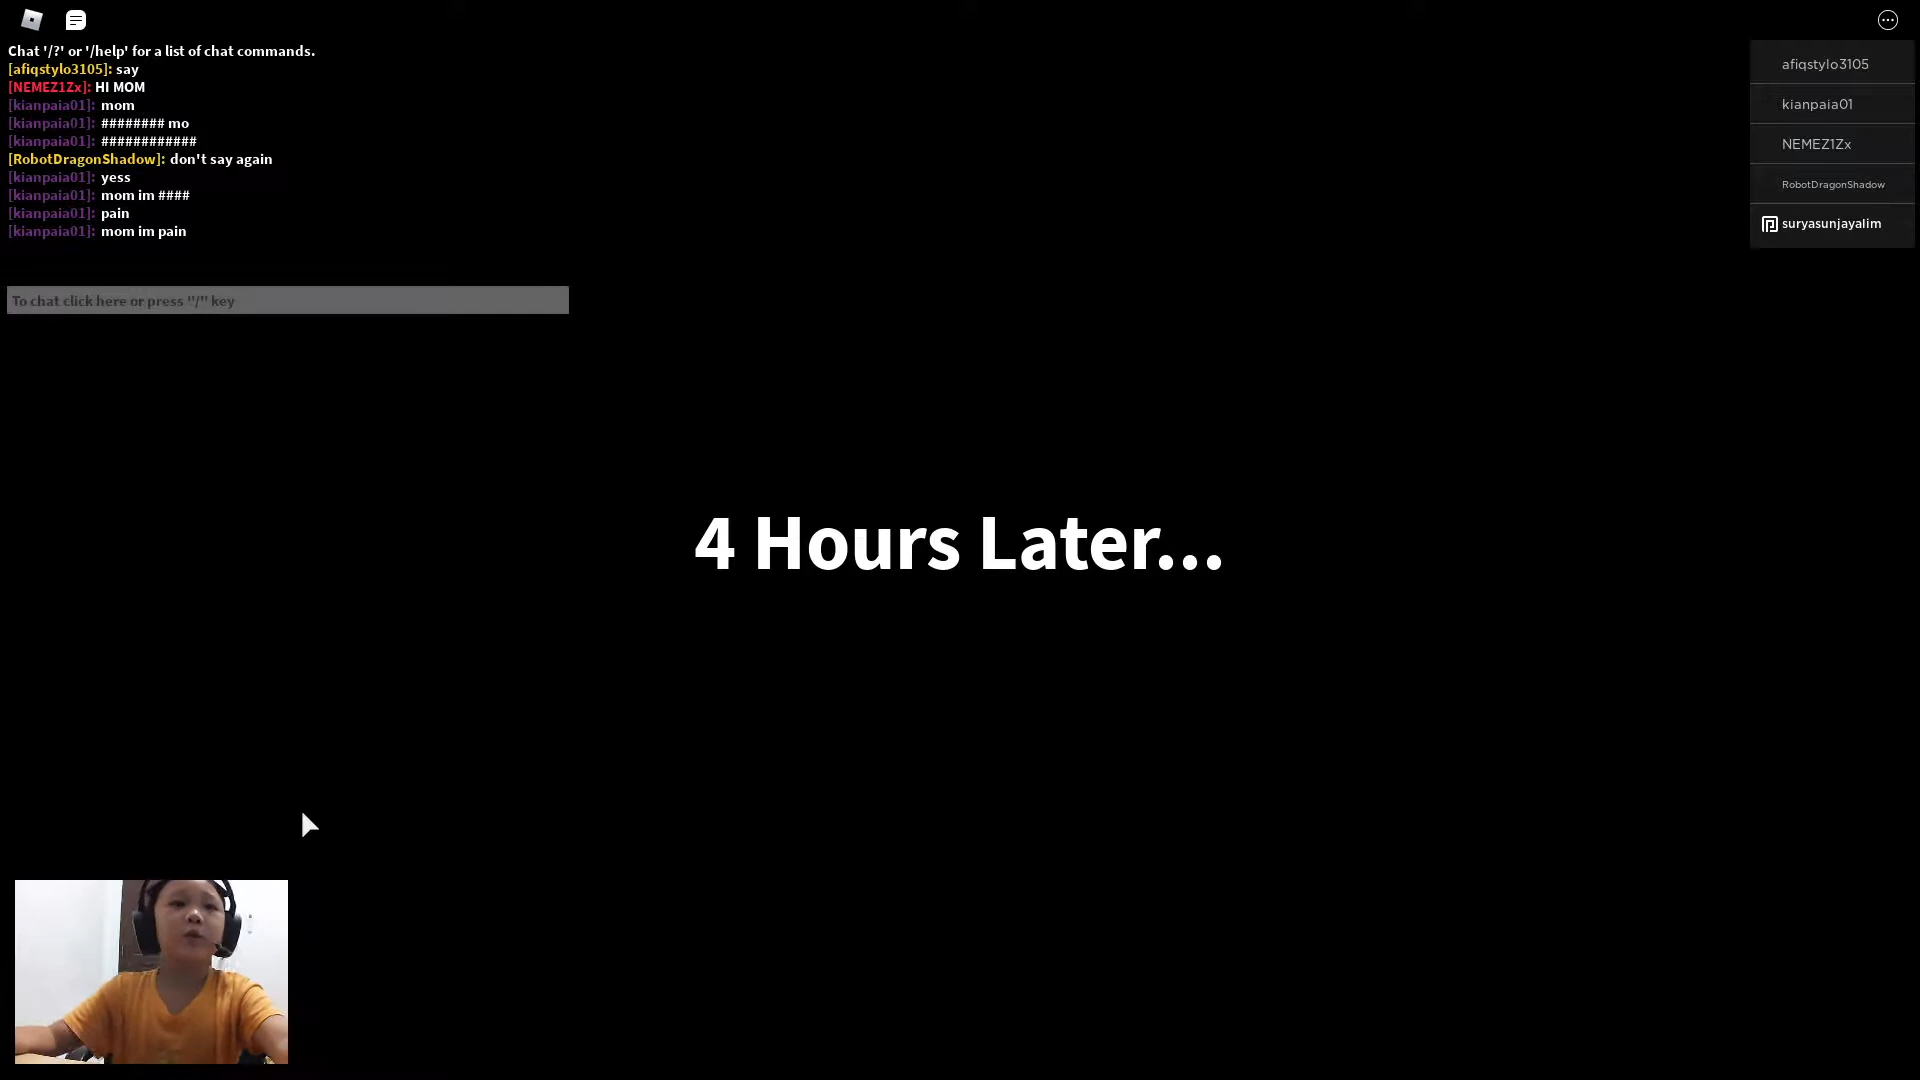 Chat '/?' or '/help' for a list of chat commands.
[afiqstylo3105]: say
[NEMEZ1Zx]: HI MOM
[kianpaia01]: mom
[kianpaia01]: ######## mo
[kianpaia01]: ############
[RobotDragonShadow]: don't say again
[kianpaia01]: yess
[kianpaia01]: mom im ####
[kianpaia01]: pain
[kianpaia01]: mom im pain
To chat click here or press "/" key
afiqstylo3105
kianpaia01
NEMEZ1Zx
RobotDragonShadow
suryasunjayalim
4 Hours Later...